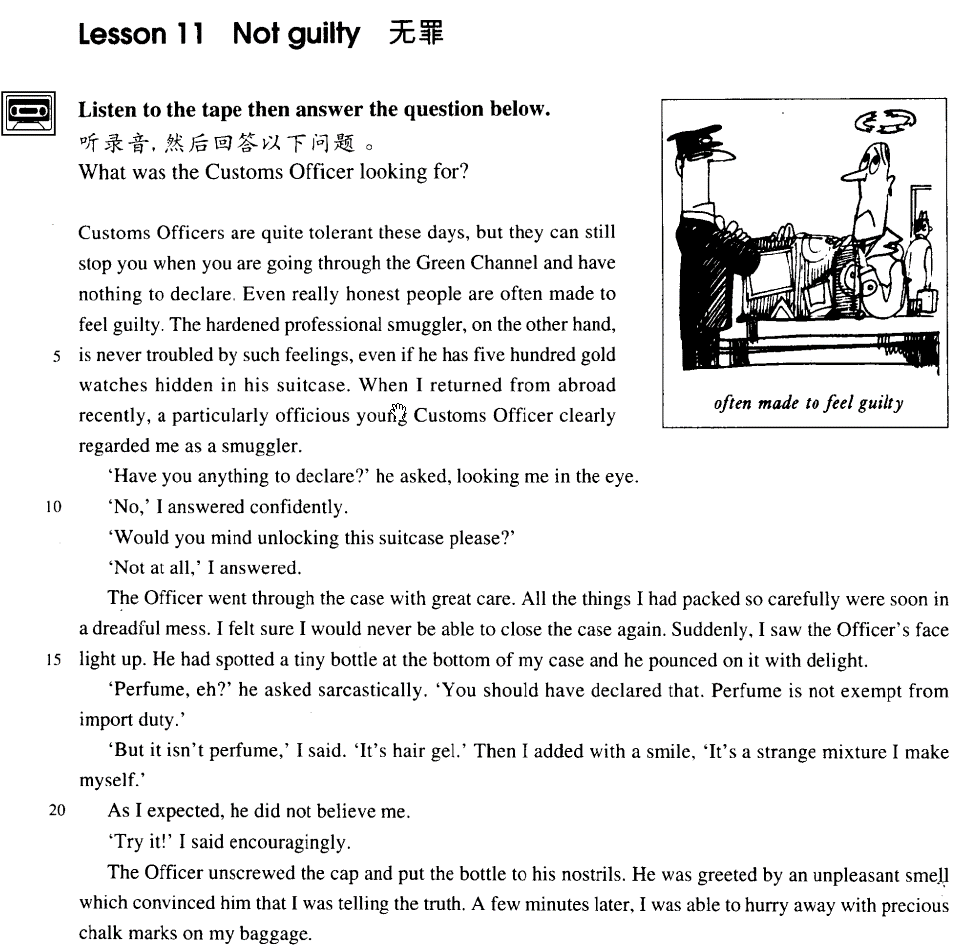 Lesson 11 Not guilty 无罪
Listen to the tape then answer the question below.
听录音，然后回答以下问题。
What was the Customs Officer looking for?
Customs Officers are quite tolerant these days, but they can still
stop you when you are going through the Green Channel and have
nothing to declare. Even really honest people are often made to
feel guilty. The hardened professional smuggler, on the other hand,
5 is never troubled by such feelings, even if he has five hundred gold
watches hidden in his suitcase. When I returned from abroad
recently, a particularly officious young Customs Officer clearly
regarded me as a smuggler.
often made to feel guilty
‘Have you anything to declare?’ he asked, looking me in the eye.
10 ‘No,’ I answered confidently.
‘Would you mind unlocking this suitcase please?’
‘Not at all,’ I answered.
The Officer went through the case with great care. All the things I had packed so carefully were soon in
a dreadful mess. I felt sure I would never be able to close the case again. Suddenly, I saw the Officer’s face
15 light up. He had spotted a tiny bottle at the bottom of my case and he pounced on it with delight.
‘Perfume, eh?’ he asked sarcastically. ‘You should have declared that. Perfume is not exempt from
import duty.’
‘But it isn’t perfume,’ I said. ‘It’s hair gel.’ Then I added with a smile, ‘It’s a strange mixture I make
myself.’
20 As I expected, he did not believe me.
‘Try it!’ I said encouragingly.
The Officer unscrewed the cap and put the bottle to his nostrils. He was greeted by an unpleasant smell
which convinced him that I was telling the truth. A few minutes later, I was able to hurry away with precious
chalk marks on my baggage.